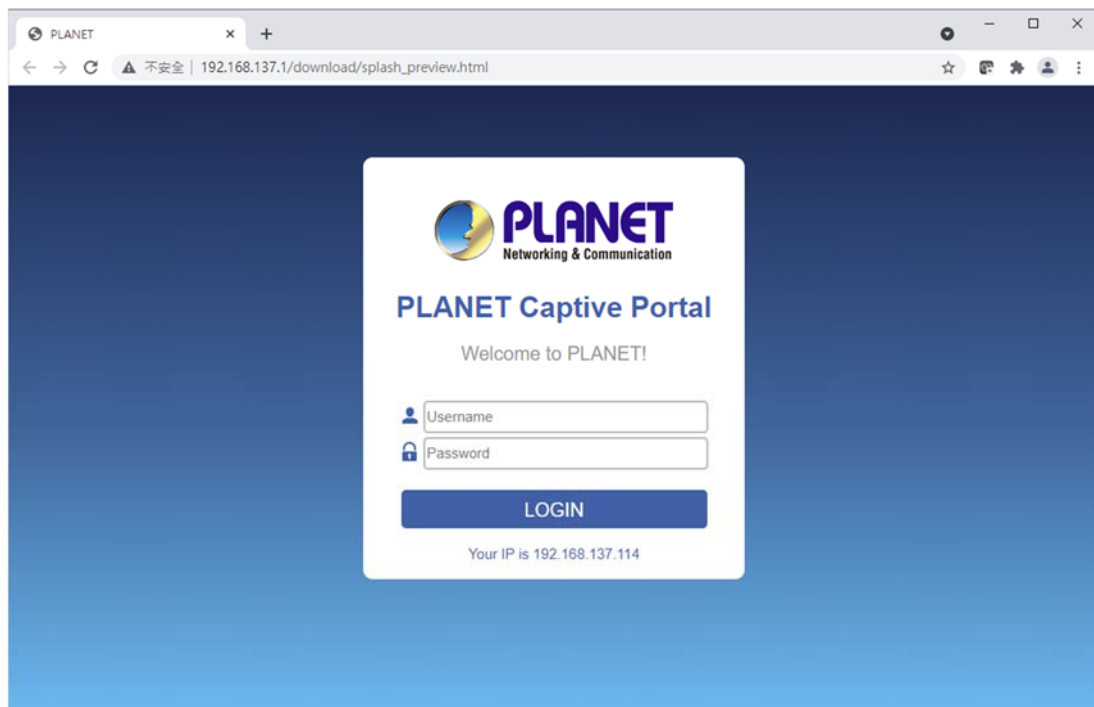 PLANET
不安全 | 192.168.137.1/download/splash_preview.html
PLANET
Networking & Communication
PLANET Captive Portal
Welcome to PLANET!
Username
Password
LOGIN
Your IP is 192.168.137.114